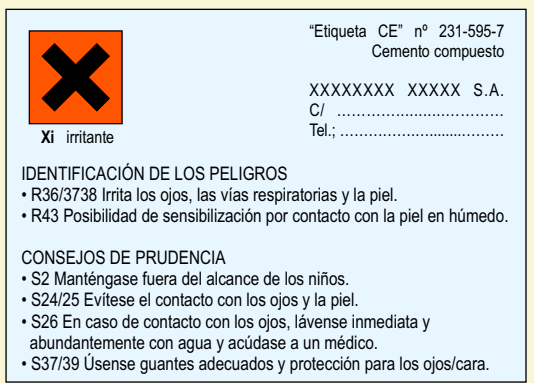 “Etiqueta CE” nº 231-595-7
Cemento compuesto
XXXXXXXX XXXXX S.A.
C/ ………….............…………
Tel.; ……………..…........………
Xi irritante
IDENTIFICACIÓN DE LOS PELIGROS
• R36/3738 Irrita los ojos, las vías respiratorias y la piel.
• R43 Posibilidad de sensibilización por contacto con la piel en húmedo.
CONSEJOS DE PRUDENCIA
• S2 Manténgase fuera del alcance de los niños.
• S24/25 Evítese el contacto con los ojos y la piel.
• S26 En caso de contacto con los ojos, lávense inmediata y
abundantemente con agua y acúdase a un médico.
• S37/39 Úsense guantes adecuados y protección para los ojos/cara.